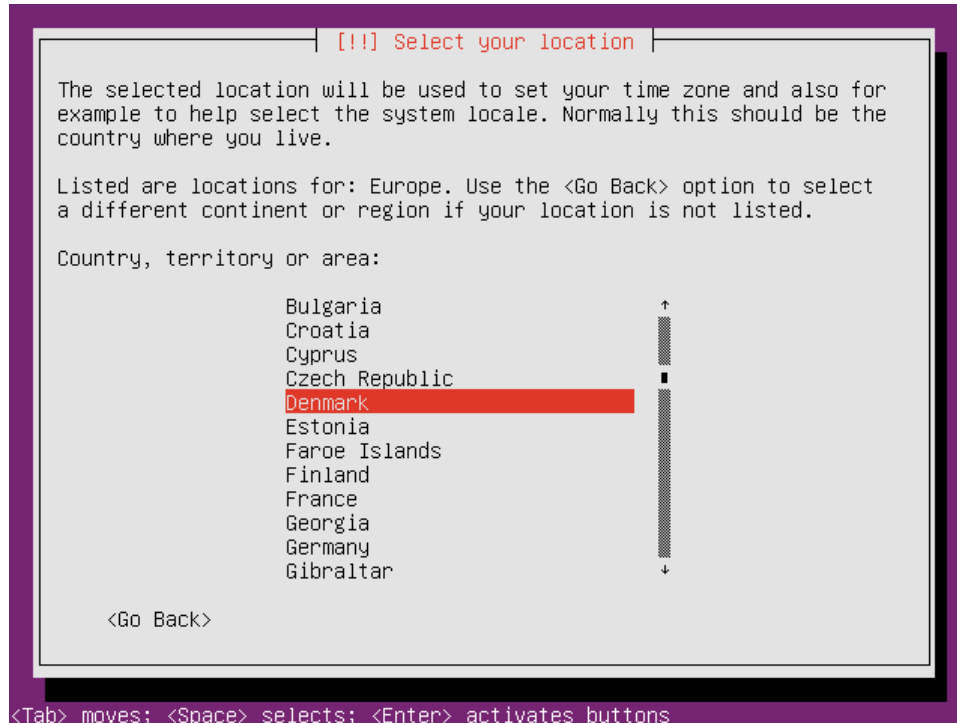 [!!] Select your location
The selected location will be used to set your time zone and also for
example to help select the system locale. Normally this should be the
country where you live.
Listed are locations for: Europe. Use the <Go Back> option to select
a different continent or region if your location is not listed.
Country, territory or area:
Bulgaria
Croatia
Cyprus
Czech Republic
Denmark
Estonia
Faroe Islands
Finland
France
Georgia
Germany
Gibraltar
<Go Back>
<Tab> moves; <Space> selects; <Enter> activates buttons